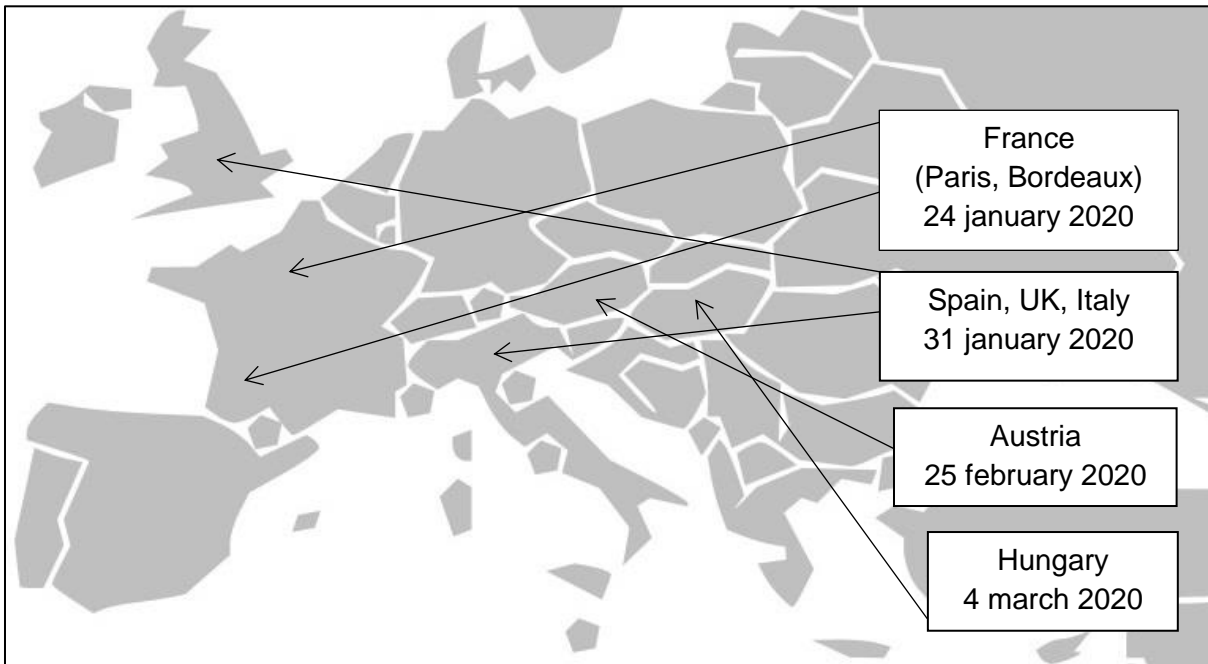 France
(Paris, Bordeaux)
24 january 2020
Spain, UK, Italy
31 january 2020
Austria
25 february 2020
Hungary
4 march 2020